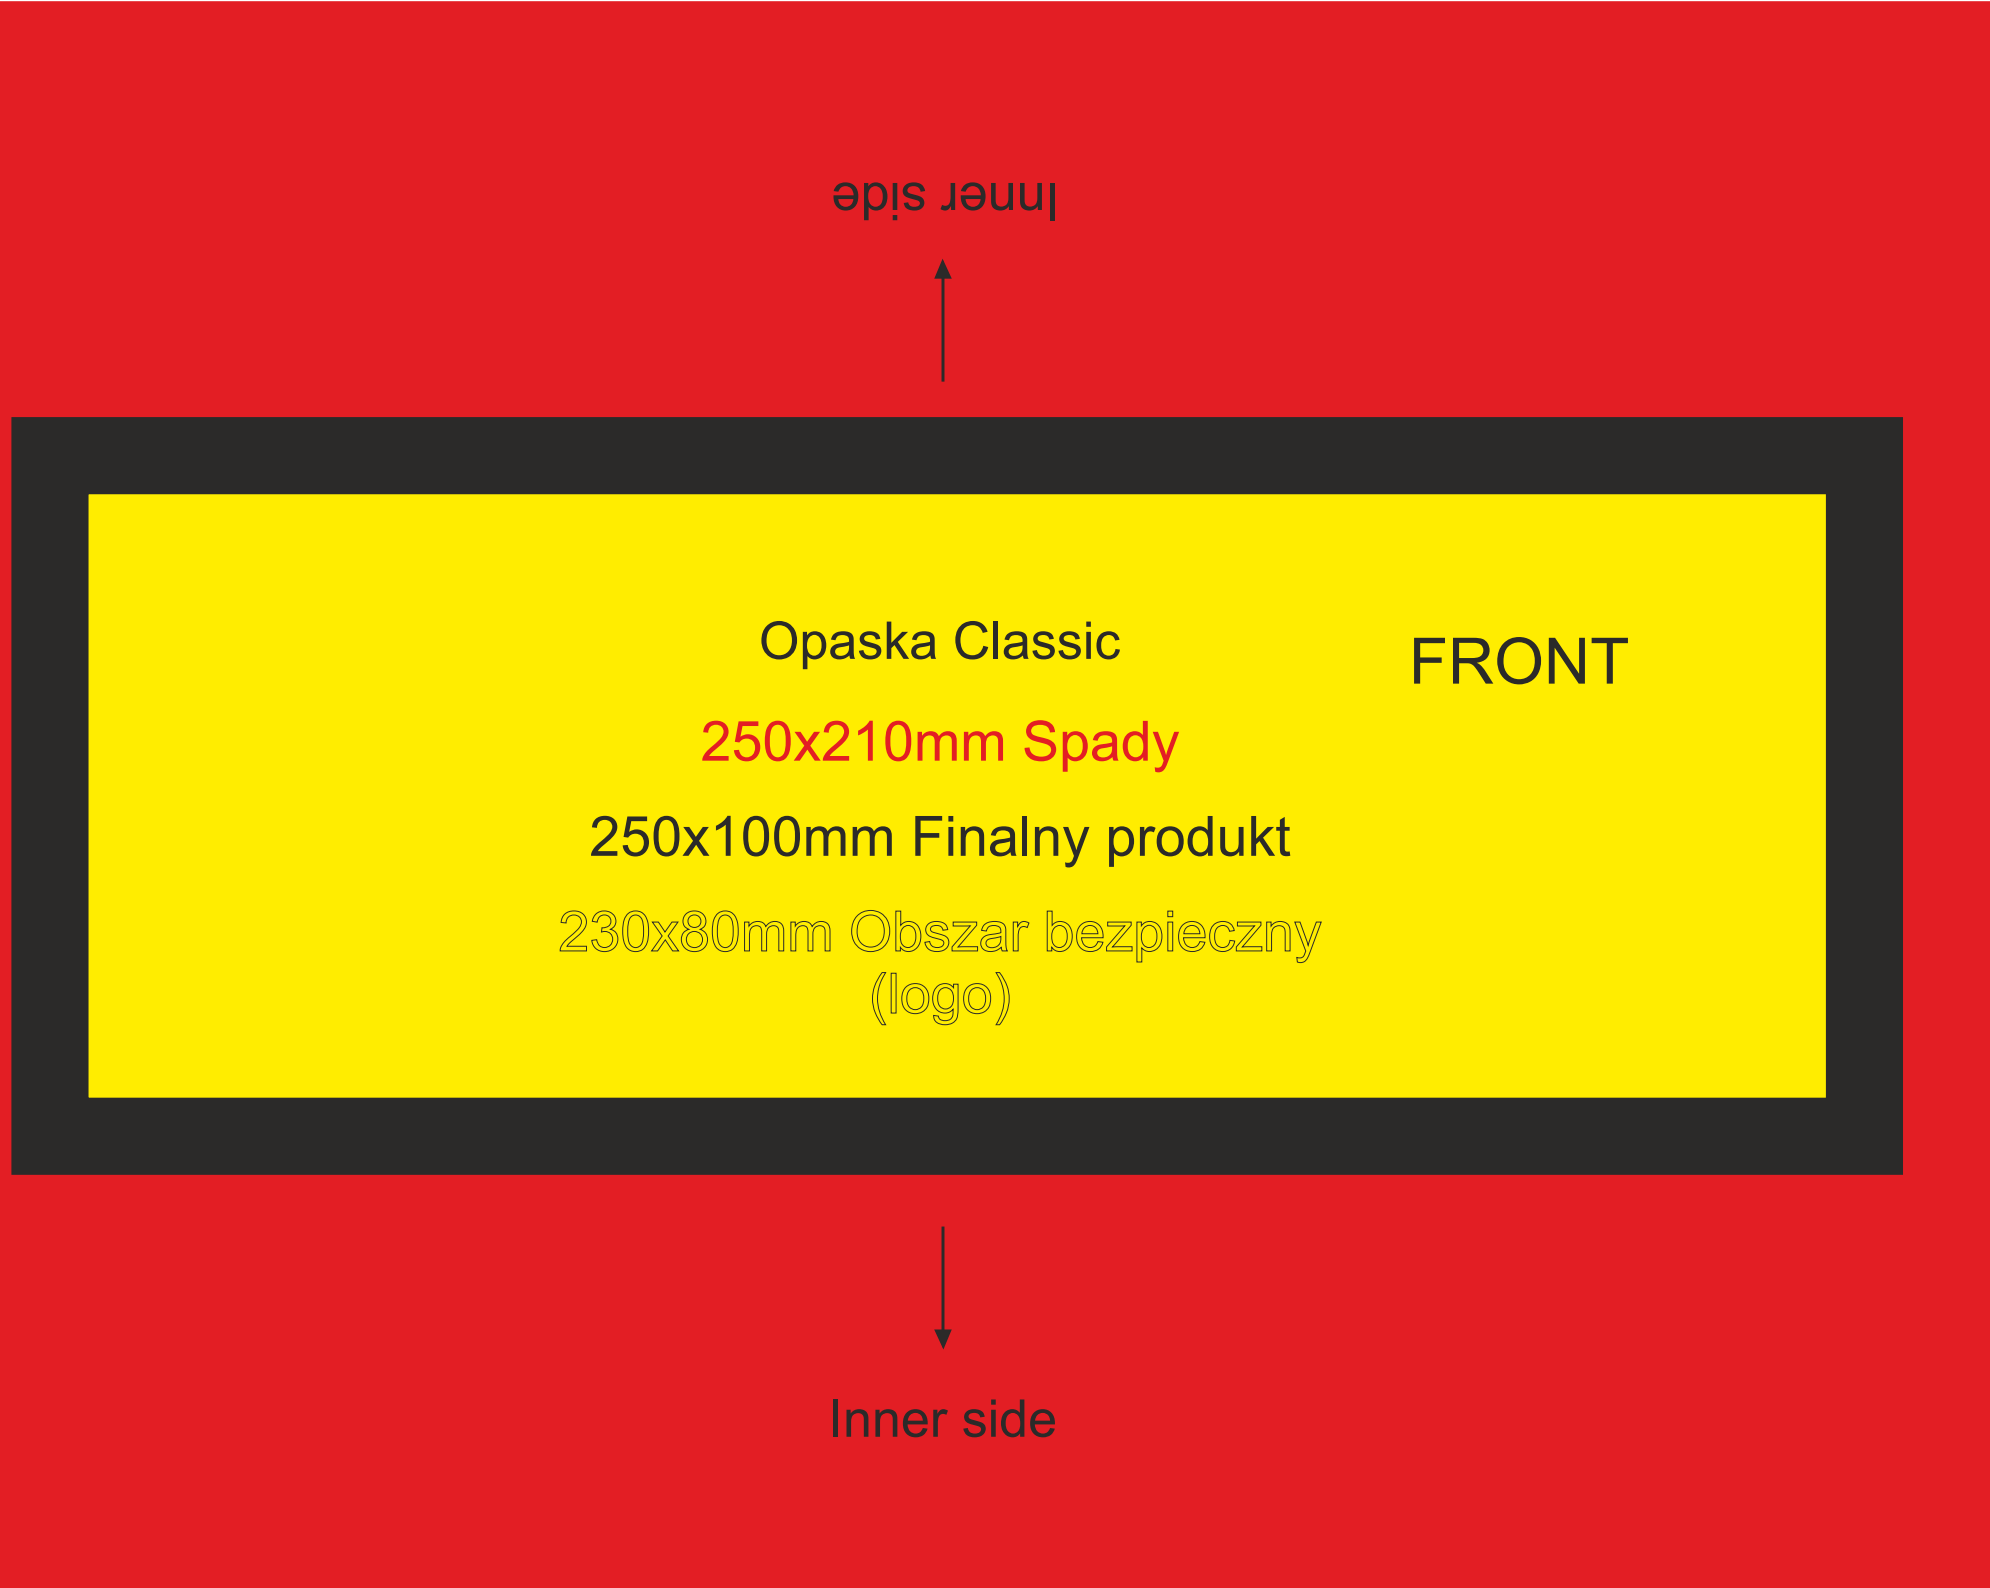 Inner side
Opaska Classic
FRONT
250x210mm Spady
250x100mm Finalny produkt
230x80mm Obszar bezpieczny
(logo)
Inner side